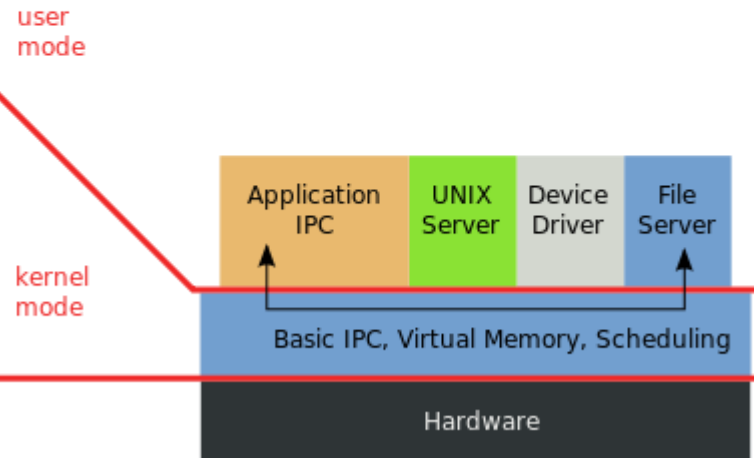 user
mode
Application
IPC
UNIX
Server
Device
Driver
File
Server
kernel
mode
Basic IPC, Virtual Memory, Scheduling
Hardware